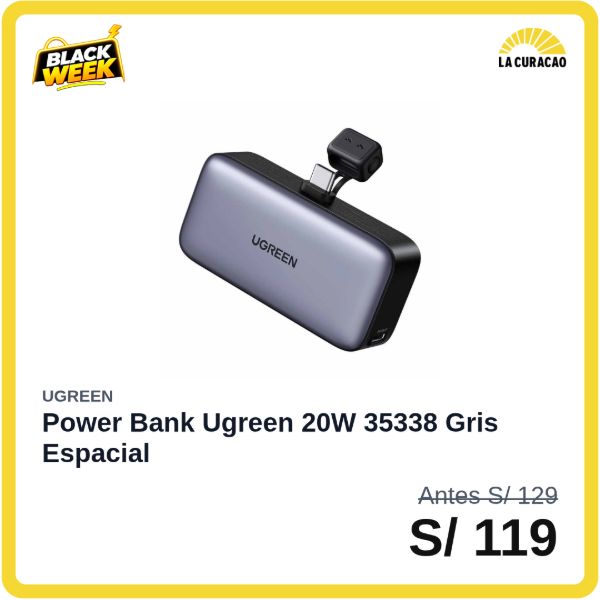 BLACK
WEEK
LA CURACAO
UGREEN
UGREEN
Power Bank Ugreen 20W 35338 Gris
Espacial
Antes S/ 129
S/ 119